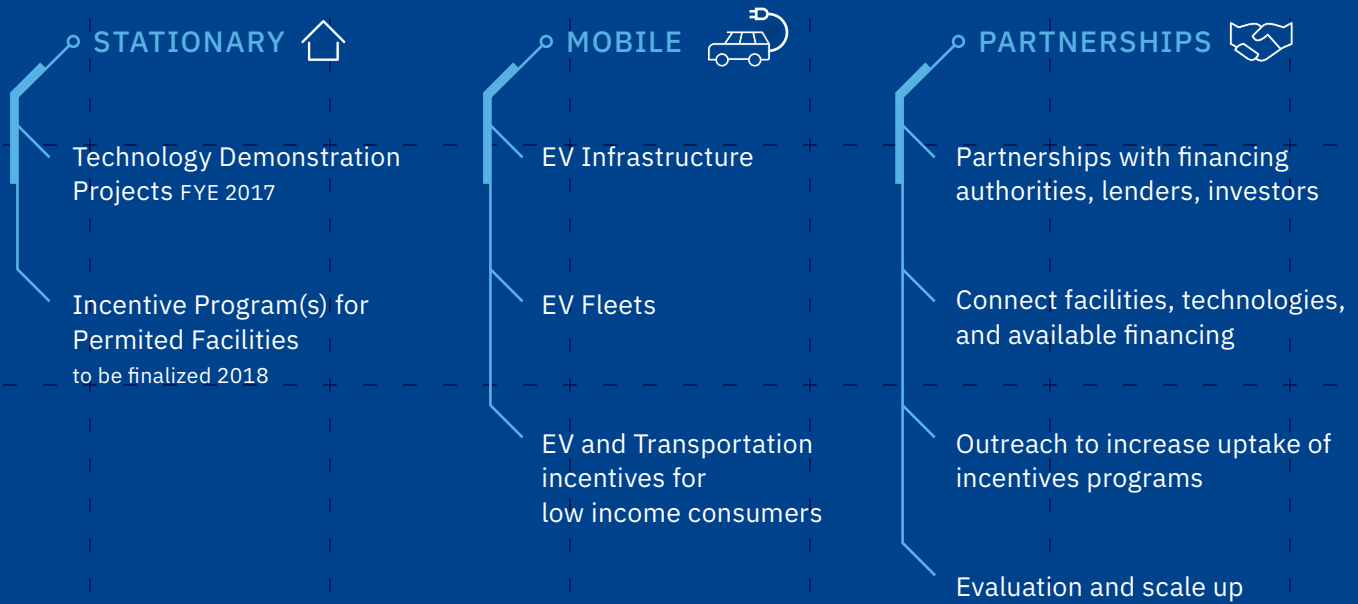 STATIONARY
Technology Demonstration
Projects FYE 2017
Incentive Program(s) for
Permited Facilities
to be finalized 2018
MOBILE
EV Infrastructure
EV Fleets
EV and Transportation
incentives for
low income consumers
PARTNERSHIPS
Partnerships with financing
authorities, lenders, investors
Connect facilities, technologies,
and available financing
Outreach to increase uptake of
incentives programs
Evaluation and scale up